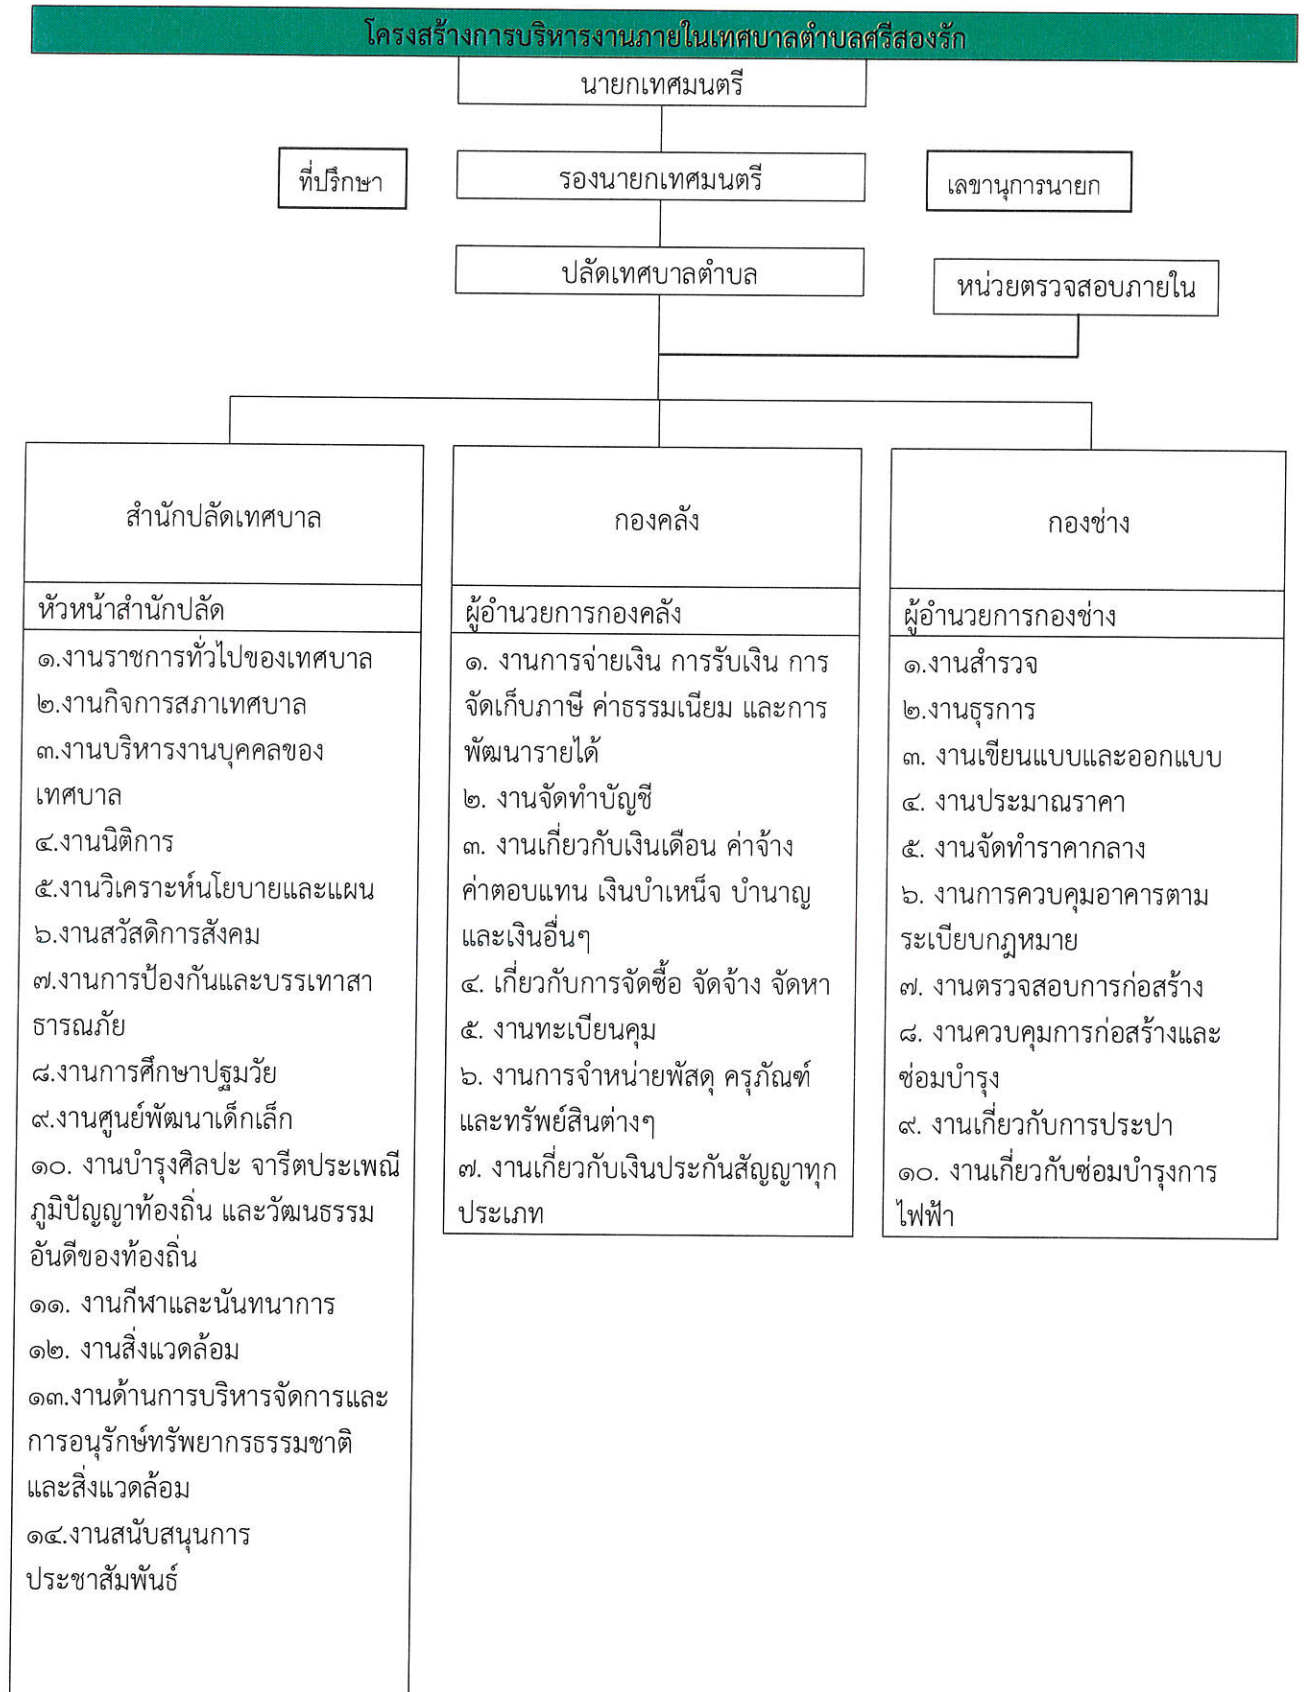 โครงสร้างการบริหารงานภายในเทศบาลตำบลศรีสองรัก
นายกเทศมนตรี
ที่ปรึกษา
รองนายกเทศมนตรี
เลขานุการนายก
ปลัดเทศบาลตำบล
หน่วยตรวจสอบภายใน
สำนักปลัดเทศบาล
หัวหน้าสำนักปลัด
๑.งานราชการทั่วไปของเทศบาล
๒.งานกิจการสภาเทศบาล
๓.งานบริหารงานบุคคลของ
เทศบาล
๔.งานนิติการ
๕.งานวิเคราะห์นโยบายและแผน
๖.งานสวัสดิการสังคม
๗.งานการป้องกันและบรรเทาสา
ธารณภัย
๘.งานการศึกษาปฐมวัย
๙.งานศูนย์พัฒนาเด็กเล็ก
๑๐. งานบำรุงศิลปะ จารีตประเพณี
ภูมิปัญญาท้องถิ่น และวัฒนธรรม
อันดีของท้องถิ่น
๑๑. งานกีฬาและนันทนาการ
๑๒. งานสิ่งแวดล้อม
๑๓.งานด้านการบริหารจัดการและ
การอนุรักษ์ทรัพยากรธรรมชาติ
และสิ่งแวดล้อม
๑๔.งานสนับสนุนการ
ประชาสัมพันธ์
กองคลัง
ผู้อำนวยการกองคลัง
๑. งานการจ่ายเงิน การรับเงิน การ
จัดเก็บภาษี ค่าธรรมเนียม และการ
พัฒนารายได้
๒. งานจัดทำบัญชี
๓. งานเกี่ยวกับเงินเดือน ค่าจ้าง
ค่าตอบแทน เงินบำเหน็จ บำนาญ
และเงินอื่นๆ
๔. เกี่ยวกับการจัดซื้อ จัดจ้าง จัดหา
๕. งานทะเบียนคุม
๖. งานการจำหน่ายพัสดุ ครุภัณฑ์
และทรัพย์สินต่างๆ
๗. งานเกี่ยวกับเงินประกันสัญญาทุก
ประเภท
กองช่าง
ผู้อำนวยการกองช่าง
๑.งานสำรวจ
๒.งานธุรการ
๓. งานเขียนแบบและออกแบบ
๔. งานประมาณราคา
๕. งานจัดทำราคากลาง
๖. งานการควบคุมอาคารตาม
ระเบียบกฎหมาย
๗. งานตรวจสอบการก่อสร้าง
๘. งานควบคุมการก่อสร้างและ
ซ่อมบำรุง
๙. งานเกี่ยวกับการประปา
๑๐. งานเกี่ยวกับซ่อมบำรุงการ
ไฟฟ้า